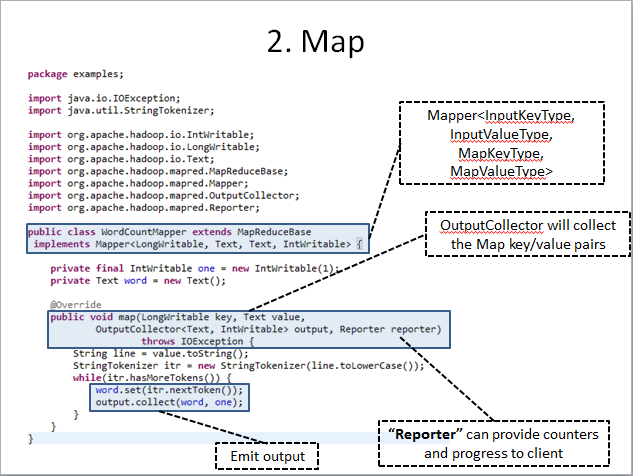 2. Map
package examples;
import java.io.IOException;
import java.util.StringTokenizer;
import org.apache.hadoop.io.IntWritable;
import org.apache.hadoop.io.LongWritable;
import org.apache.hadoop.io.Text;
import org.apache.hadoop.mapred.MapReduceBase;
import org.apache.hadoop.mapred.Mapper;
import org.apache.hadoop.mapred.OutputCollector;
import org.apache.hadoop.mapred.Reporter;
public class WordCountMapper extends MapReduceBase
implements Mapper<LongWritable, Text, Text, IntWritable> {
private final IntWritable one = new IntWritable(1);
private Text word = new Text();
@Override
public void map(LongWritable key, Text value,
OutputCollector<Text, IntWritable> output, Reporter reporter)
throws IOException {
String line = value.toString();
StringTokenizer itr = new StringTokenizer(line.toLowerCase());
while(itr.hasMoreTokens()) {
word.set(itr.nextToken());
output.collect(word, one);
}
}
}
Mapper<InputKeyType,
InputValueType,
MapKeyType,
MapValueType>
OutputCollector will collect
the Map key/value pairs
“Reporter” can provide counters
and progress to client
Emit output